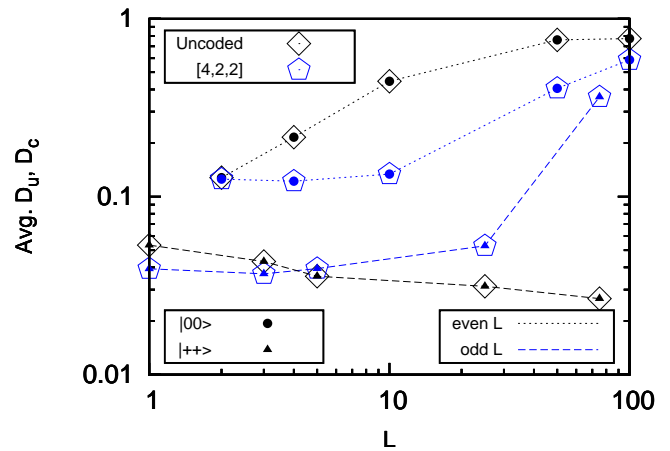 1
0.1
0.01
Avg. D_u, D_c
Uncoded
[4,2,2]
|00>
|++>
even L
odd L
1
10
100
L